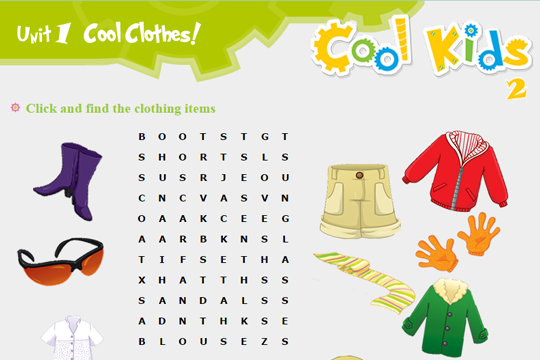 Unit 1 Cool Clothes!
Cool Kids
2
Click and find the clothing items
B O O T S T G T
S H O R T S L S
S U S R J E O U
C N C V A S V N
O A A K C E E G
A A R B K N S L
T I F S E T H A
X H A T T H S S
S A N D A L S S
A D N T H K S E
B L O U S E Z S